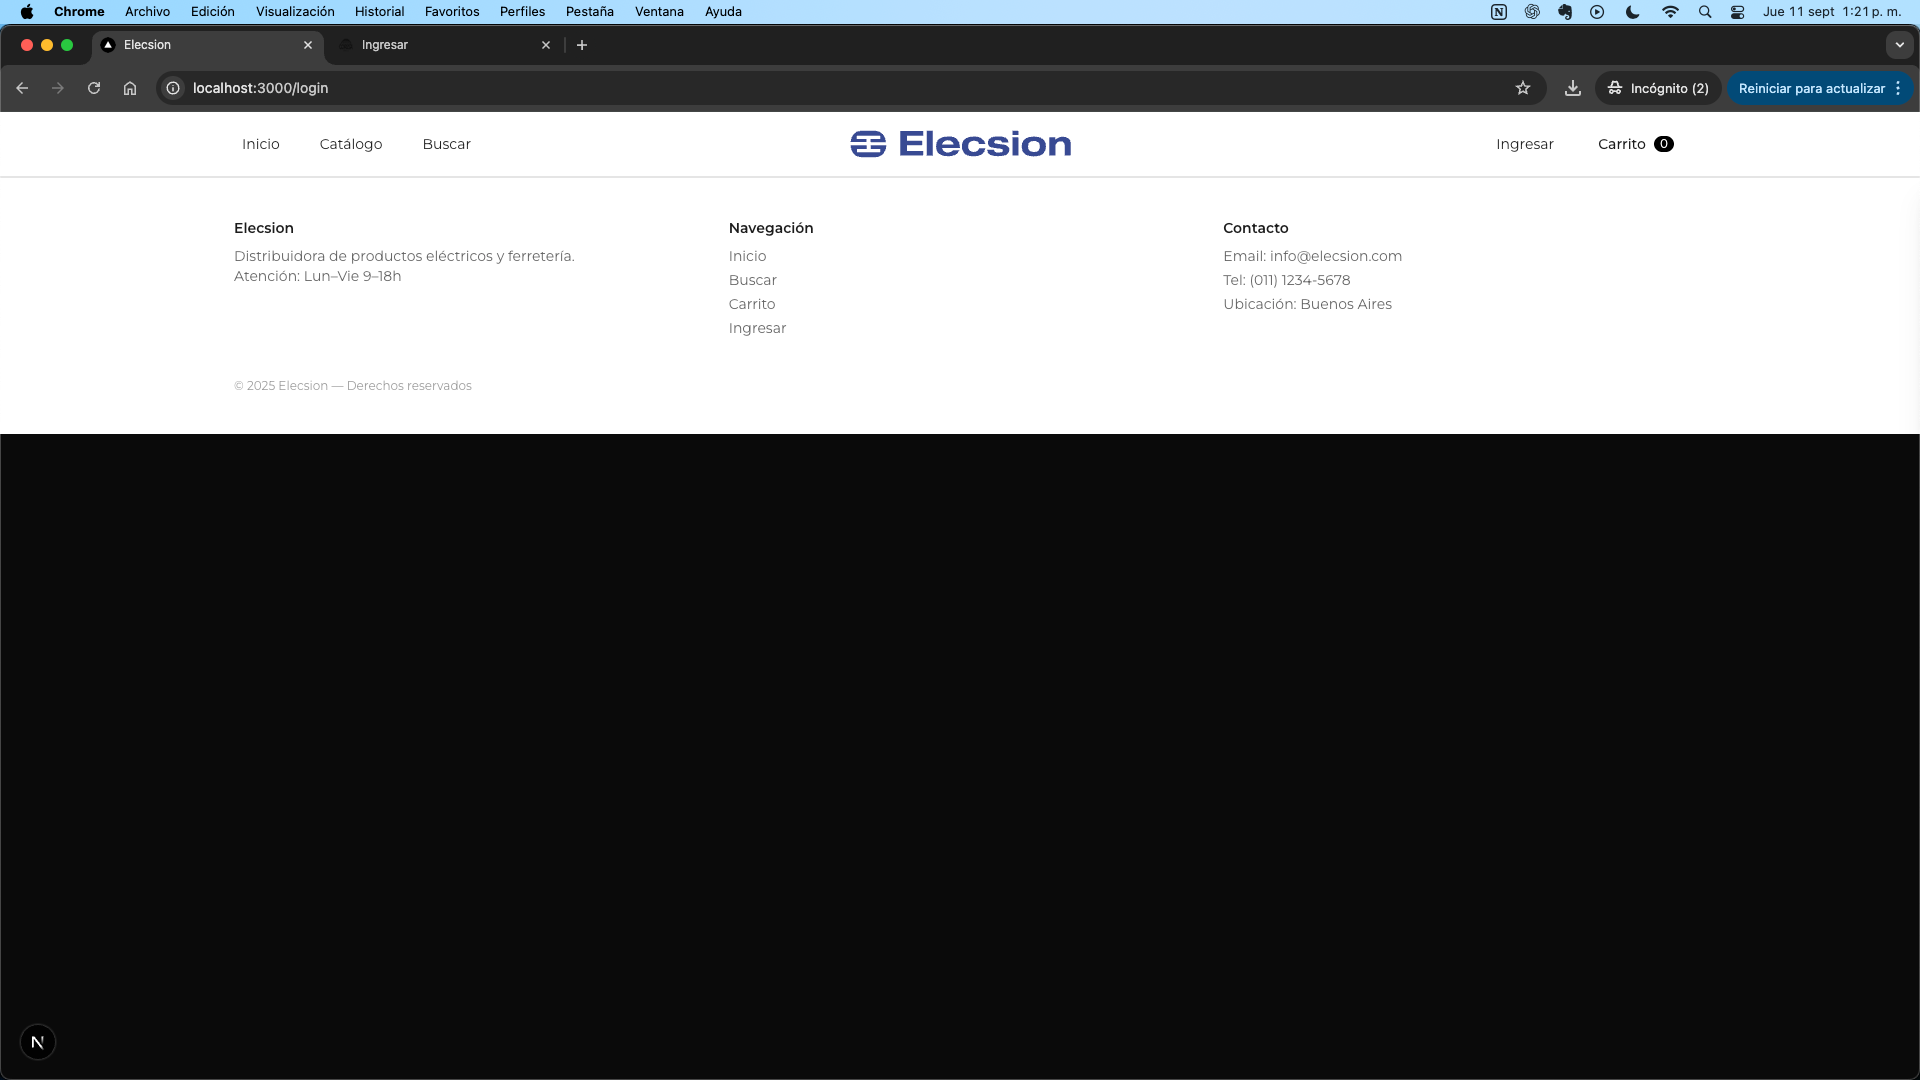 Chrome Archivo Edición Visualización Historial Favoritos Perfiles Pestaña Ventana Ayuda Jue 11 sept 1:21 p. m.
Elecsion Ingresar
localhost:3000/login Incógnito (2) Reiniciar para actualizar
Inicio Catálogo Buscar Elecsion Ingresar Carrito 0
Elecsion
Distribuidora de productos eléctricos y ferretería.
Atención: Lun–Vie 9–18h
Navegación
Inicio
Buscar
Carrito
Ingresar
Contacto
Email: info@elecsion.com
Tel: (011) 1234-5678
Ubicación: Buenos Aires
© 2025 Elecsion — Derechos reservados
N